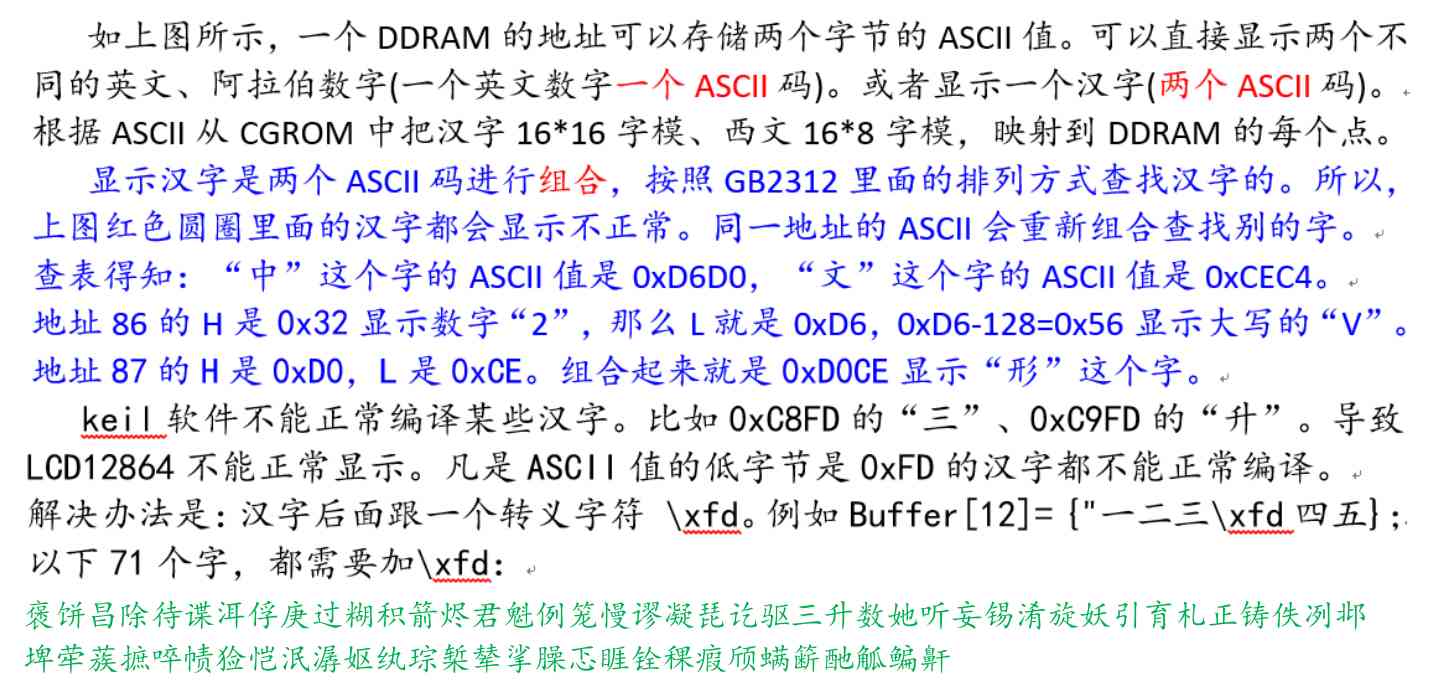 如上图所示，一个 DDRAM 的地址可以存储两个字节的 ASCII 值。可以直接显示两个不
同的英文、阿拉伯数字(一个英文数字一个 ASCII 码)。或者显示一个汉字(两个 ASCII 码)。
根据 ASCII 从 CGROM 中把汉字 16*16 字模、西文 16*8 字模，映射到 DDRAM 的每个点。
显示汉字是两个 ASCII 码进行组合，按照 GB2312 里面的排列方式查找汉字的。所以，
上图红色圆圈里面的汉字都会显示不正常。同一地址的 ASCII 会重新组合查找别的字。
查表得知：“中”这个字的 ASCII 值是 0xD6D0，“文”这个字的 ASCII 值是 0xCEC4。
地址 86 的 H 是 0x32 显示数字“2”，那么 L 就是 0xD6，0xD6-128=0x56 显示大写的“V”。
地址 87 的 H 是 0xD0，L 是 0xCE。组合起来就是 0xD0CE 显示“形”这个字。
keil 软件不能正常编译某些汉字。比如 0xC8FD 的“三”、0xC9FD 的“升”。导致
LCD12864 不能正常显示。凡是 ASCII 值的低字节是 0xFD 的汉字都不能正常编译。
解决办法是：汉字后面跟一个转义字符 \xfd。例如 Buffer[12]= {"一二三\xfd 四五};
以下 71 个字，都需要加\xfd：
褒饼昌除待谍洱俘庚过糊积箭烬君魁例笼慢谬凝琵讫驱三升数她听妄锡淆旋妖引育札正铸佚冽邶
埤荦蔟摭啐帻猃恺泯潺妪纨琮椠辇挲臊忑睚铨稞瘕颀螨簖酏觚鳊鼾